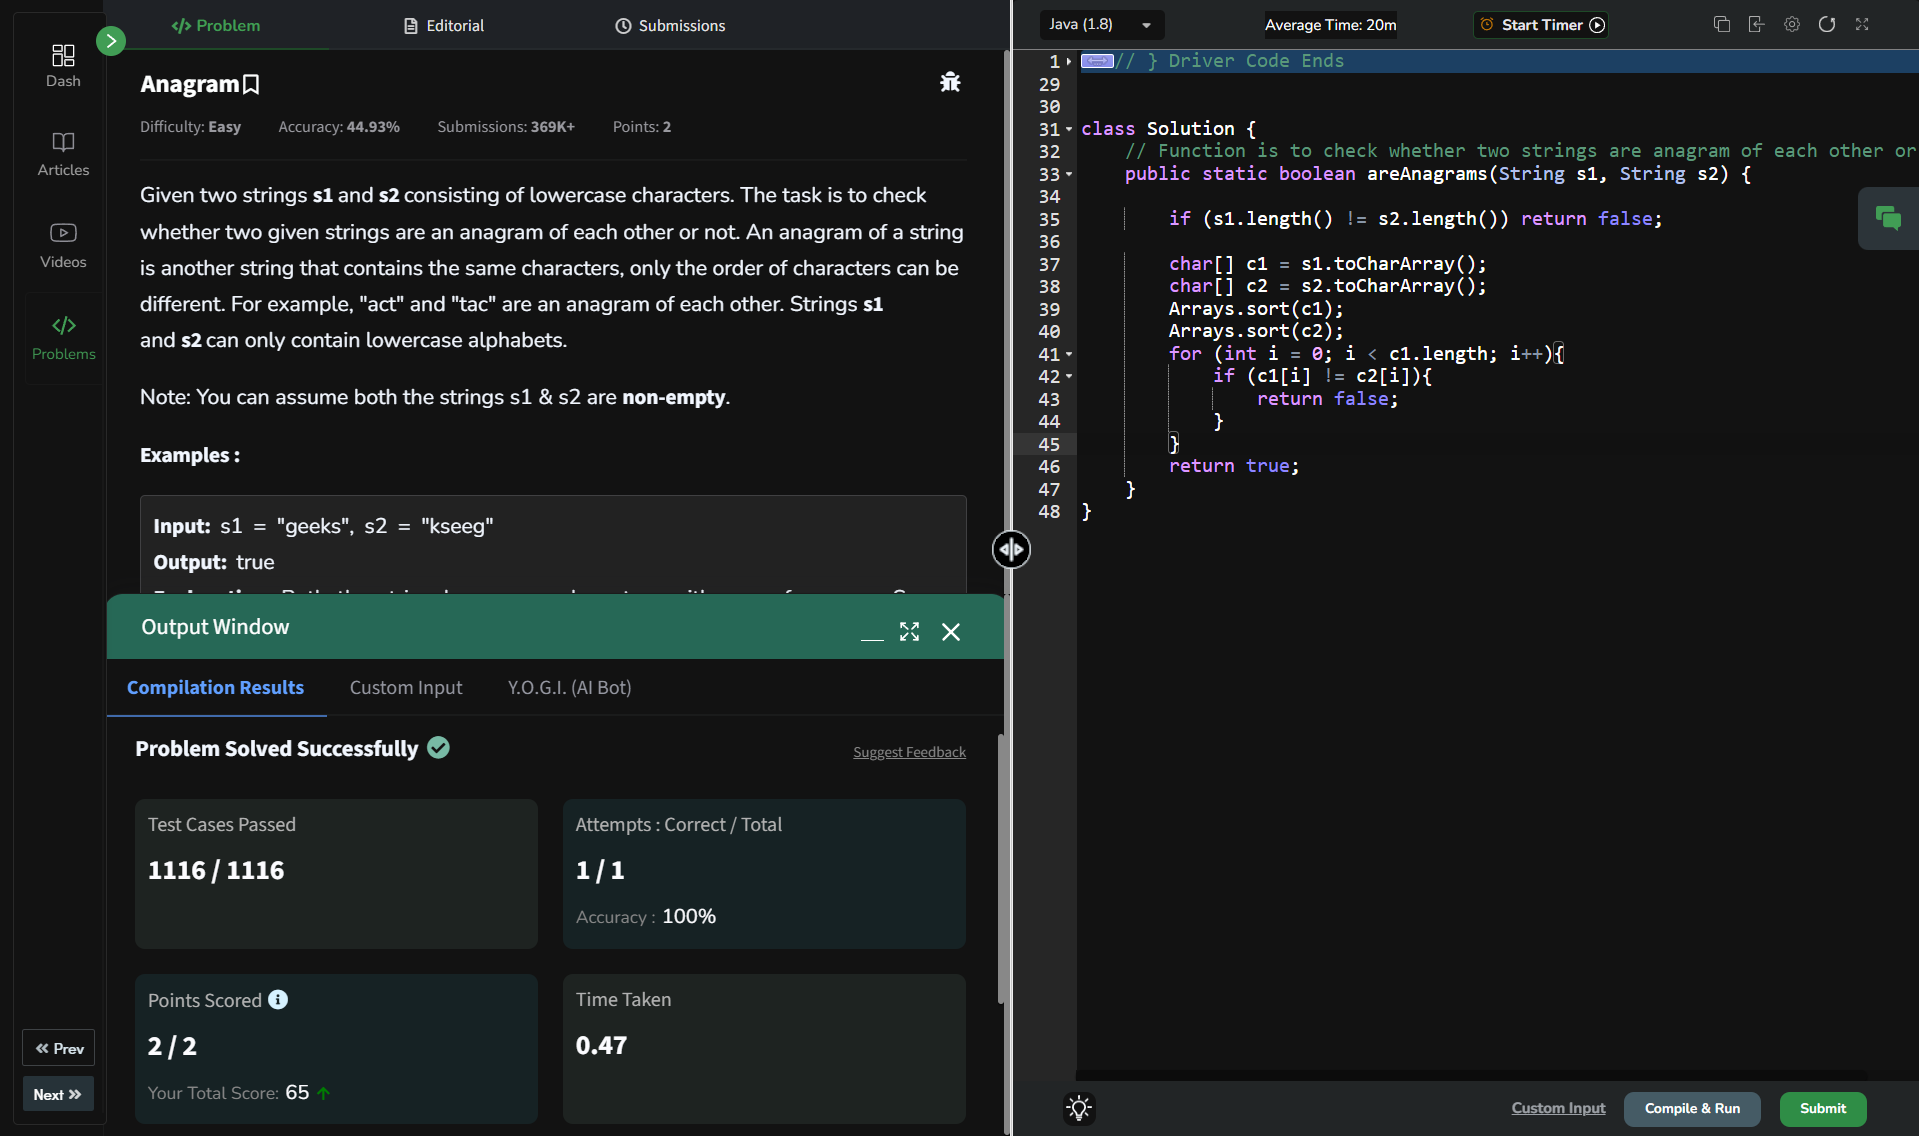 Dash
Articles
Videos
Problems
Prev
Next
Problem
Editorial
Submissions
Anagram
Difficulty: Easy
Accuracy: 44.93%
Submissions: 369K+
Points: 2
Given two strings s1 and s2 consisting of lowercase characters. The task is to check
whether two given strings are an anagram of each other or not. An anagram of a string
is another string that contains the same characters, only the order of characters can be
different. For example, "act" and "tac" are an anagram of each other. Strings s1
and s2 can only contain lowercase alphabets.
Note: You can assume both the strings s1 & s2 are non-empty.
Examples :
Input: s1 = "geeks", s2 = "kseeg"
Output: true
Output Window
Compilation Results
Custom Input
Y.O.G.I. (AI Bot)
Problem Solved Successfully
Suggest Feedback
Test Cases Passed
1116 / 1116
Attempts : Correct / Total
1 / 1
Accuracy : 100%
Points Scored
2 / 2
Your Total Score: 65
Time Taken
0.47
Java (1.8)
Average Time: 20m
Start Timer
1 // } Driver Code Ends
29
30
31 class Solution {
32 // Function is to check whether two strings are anagram of each other or
33 public static boolean areAnagrams(String s1, String s2) {
34
35 if (s1.length() != s2.length()) return false;
36
37 char[] c1 = s1.toCharArray();
38 char[] c2 = s2.toCharArray();
39 Arrays.sort(c1);
40 Arrays.sort(c2);
41 for (int i = 0; i < c1.length; i++){
42 if (c1[i] != c2[i]){
43 return false;
44 }
45 }
46 return true;
47 }
48 }
Custom Input
Compile & Run
Submit